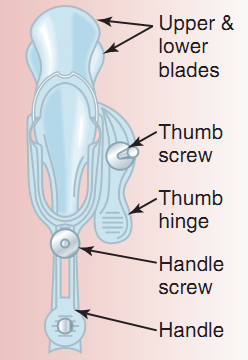 Upper &
lower
blades
Thumb
screw
Thumb
hinge
Handle
screw
Handle